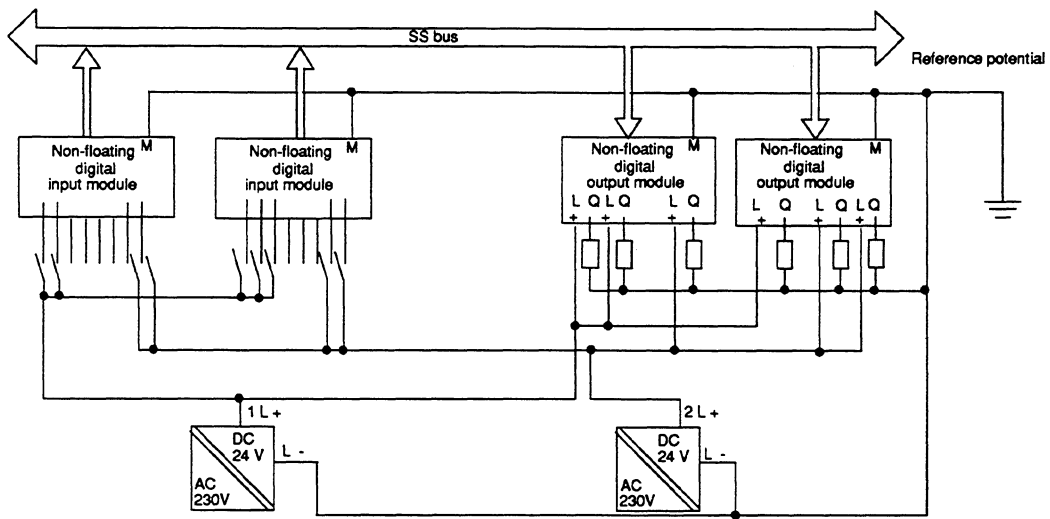 SS bus
Reference potential
M
Non-floating
digital
input module
M
Non-floating
digital
input module
M
Non-floating
digital
output module
L Q L Q L
+ + +
M
Non-floating
digital
output module
L Q L Q L Q
+ + +
1 L +
DC
24 V
L -
AC
230V
2 L +
DC
24 V
L -
AC
230V